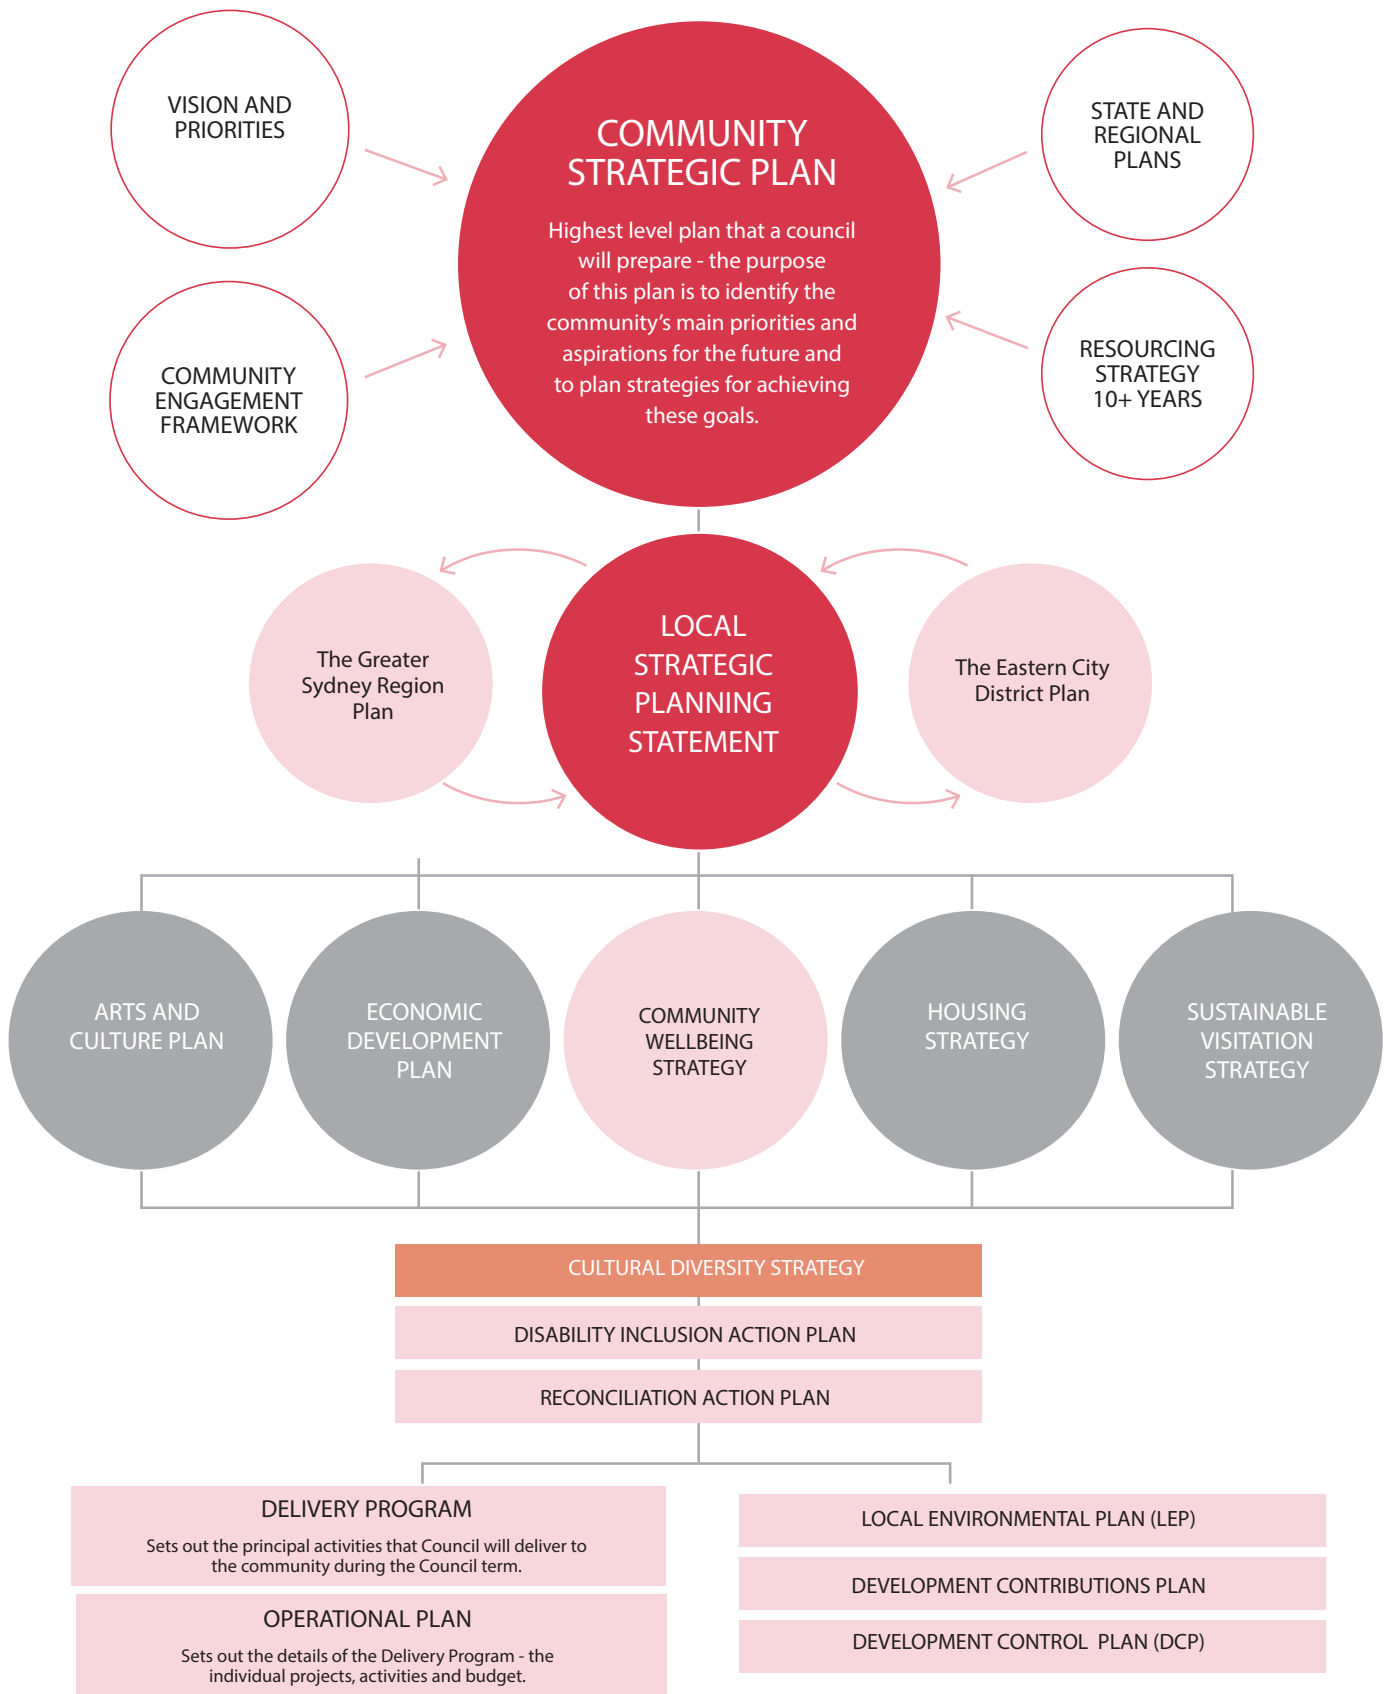 VISION AND
PRIORITIES
COMMUNITY
STRATEGIC PLAN
Highest level plan that a council
will prepare - the purpose
of this plan is to identify the
community’s main priorities and
aspirations for the future and
to plan strategies for achieving
these goals.
STATE AND
REGIONAL
PLANS
COMMUNITY
ENGAGEMENT
FRAMEWORK
RESOURCING
STRATEGY
10+ YEARS
The Greater
Sydney Region
Plan
LOCAL
STRATEGIC
PLANNING
STATEMENT
The Eastern City
District Plan
ARTS AND
CULTURE PLAN
ECONOMIC
DEVELOPMENT
PLAN
COMMUNITY
WELLBEING
STRATEGY
HOUSING
STRATEGY
SUSTAINABLE
VISITATION
STRATEGY
CULTURAL DIVERSITY STRATEGY
DISABILITY INCLUSION ACTION PLAN
RECONCILIATION ACTION PLAN
DELIVERY PROGRAM
Sets out the principal activities that Council will deliver to
the community during the Council term.
OPERATIONAL PLAN
Sets out the details of the Delivery Program - the
individual projects, activities and budget.
LOCAL ENVIRONMENTAL PLAN (LEP)
DEVELOPMENT CONTRIBUTIONS PLAN
DEVELOPMENT CONTROL PLAN (DCP)